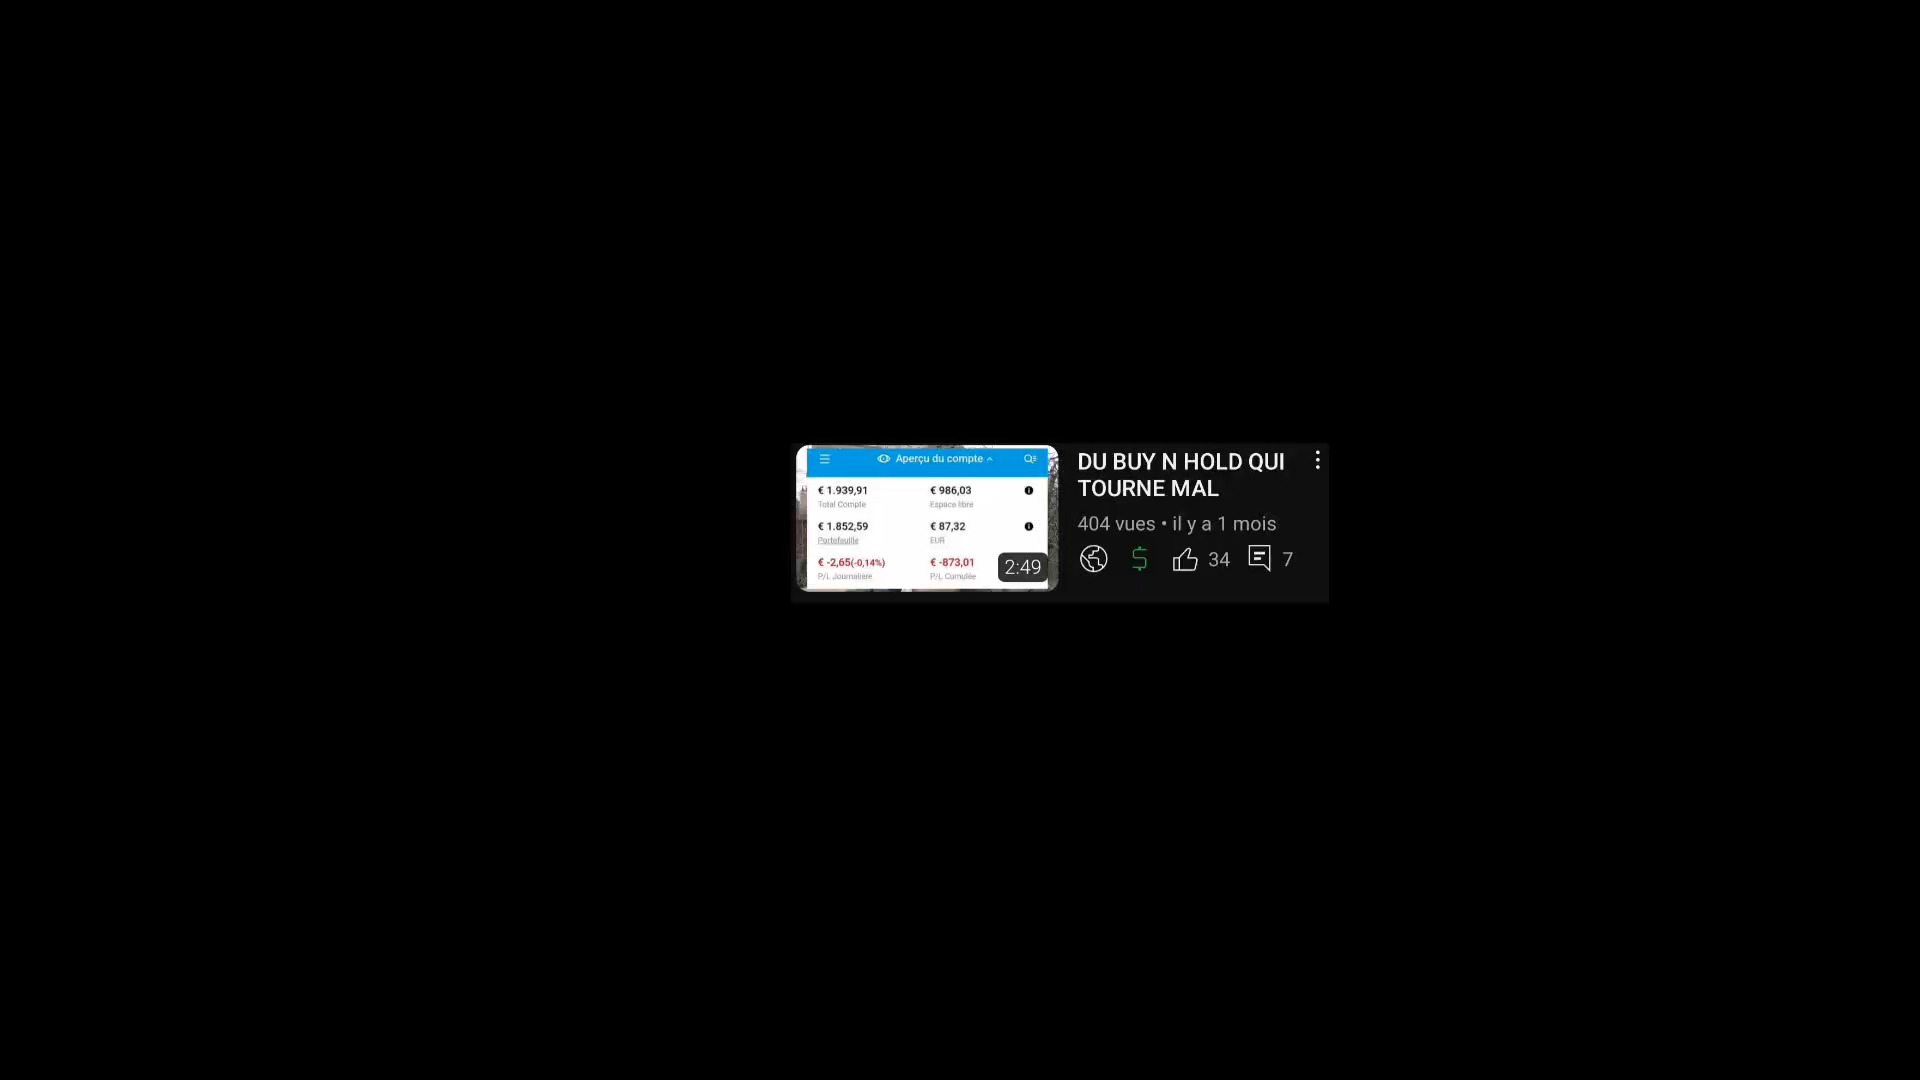 Aperçu du compte
€ 1.939,91
€ 986,03
Total Compte
Espace libre
€ 1.852,59
€ 87,32
Portefeuille
EUR
€ -2,65(-0,14%)
€ -873,01
P/L Journalière
P/L Cumulée
2:49
DU BUY N HOLD QUI
TOURNE MAL
404 vues • il y a 1 mois
34
7